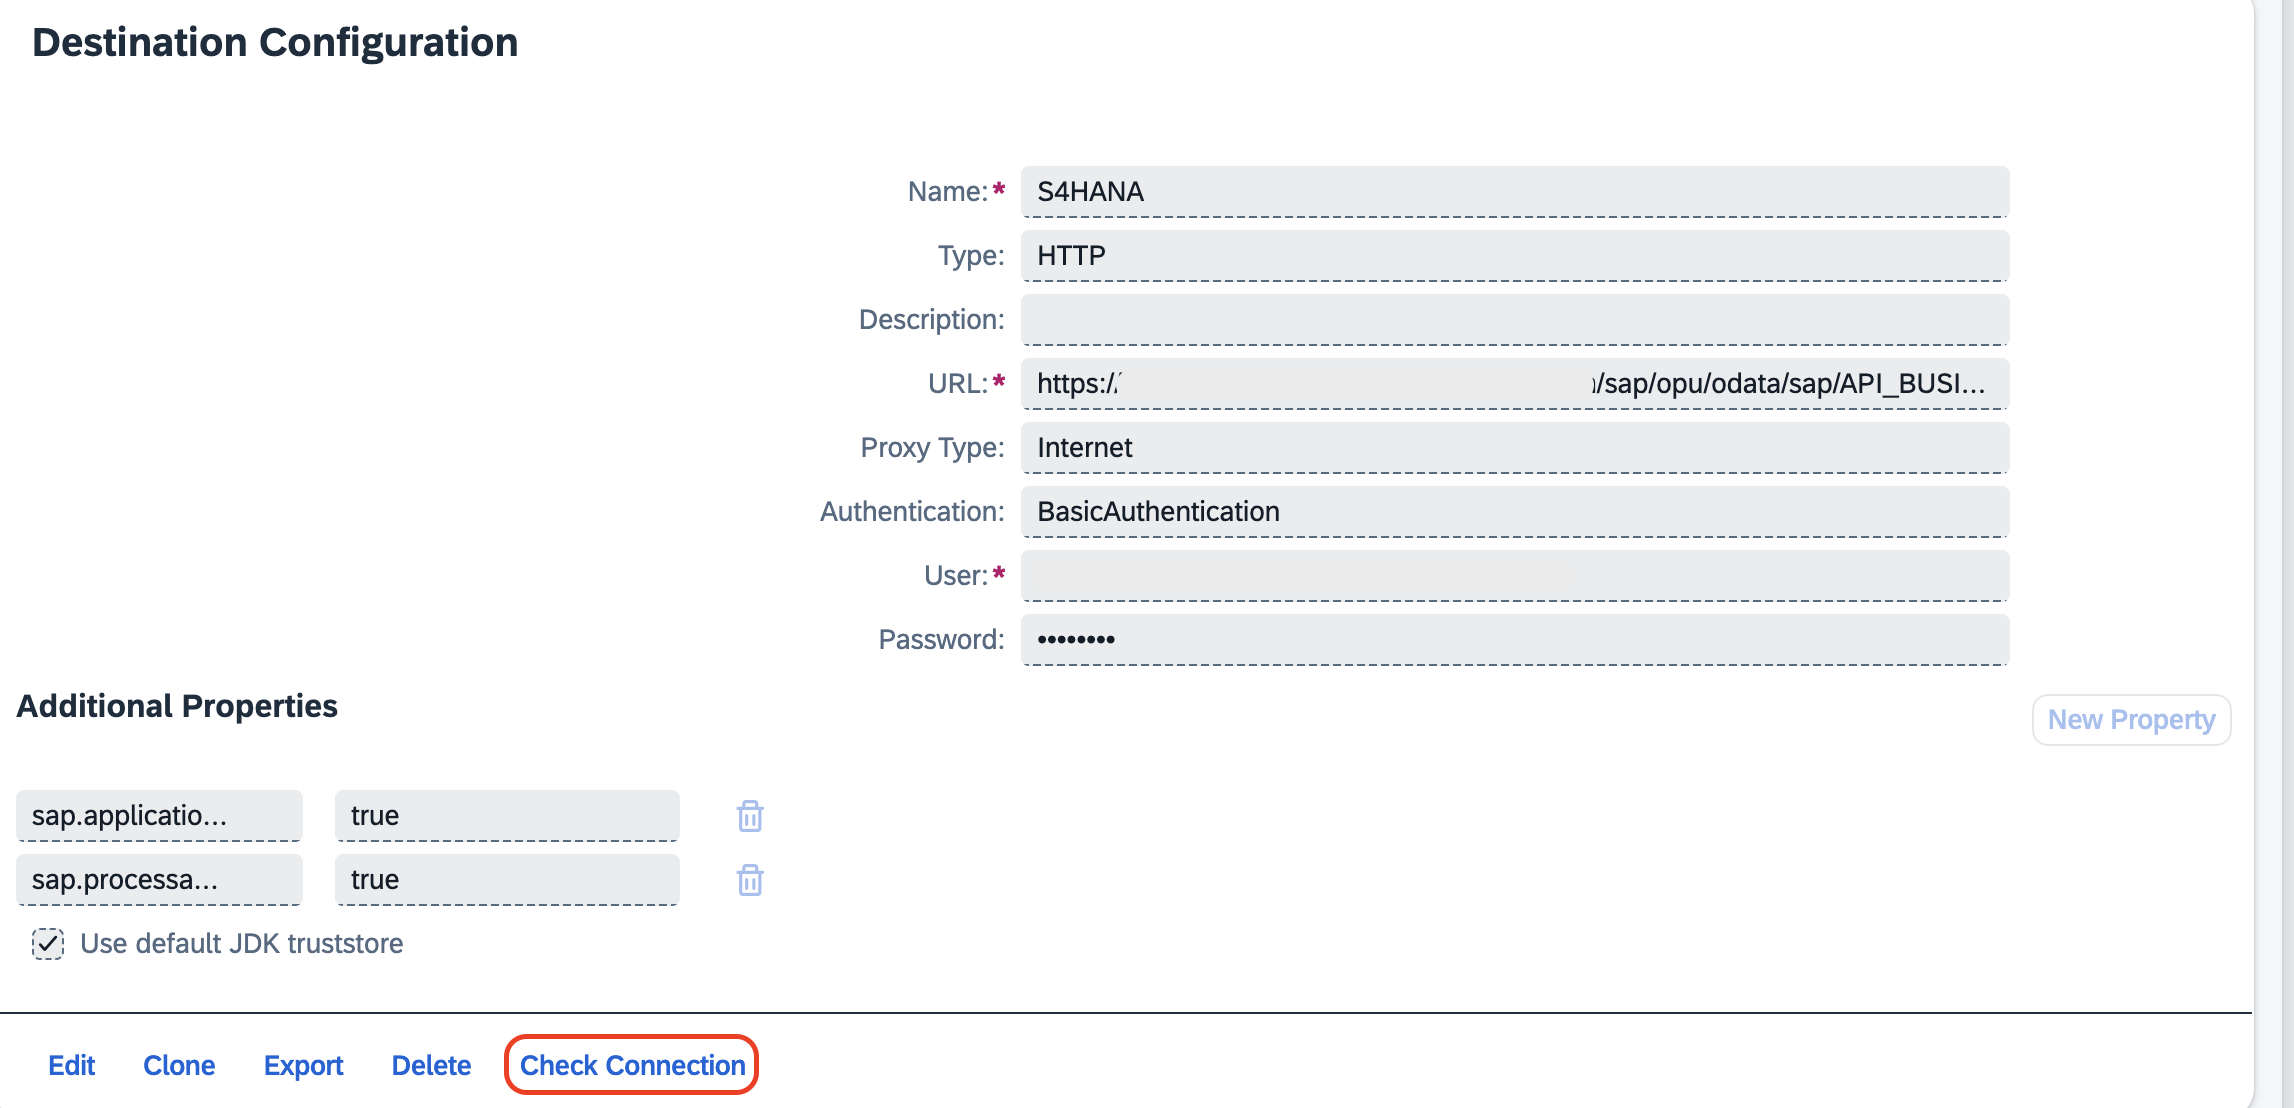 Destination Configuration
Name:* S4HANA
Type: HTTP
Description:
URL:* https:// /sap/opu/odata/sap/API_BUSI...
Proxy Type: Internet
Authentication: BasicAuthentication
User:*
Password: ••••••••
Additional Properties
New Property
sap.applicatio... true
sap.processa... true
Use default JDK truststore
Edit Clone Export Delete Check Connection